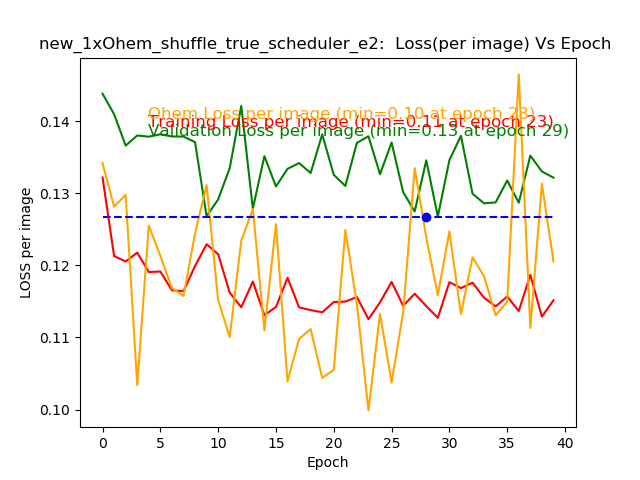 new_1xOhem_shuffle_true_scheduler_e2:  Loss(per image) Vs Epoch
Ohem Loss per image (min=0.10 at epoch 23)
Training Loss per image (min=0.11 at epoch 23)
Validation Loss per image (min=0.13 at epoch 29)
0.14
0.13
0.12
0.11
0.10
LOSS per image
0 5 10 15 20 25 30 35 40
Epoch